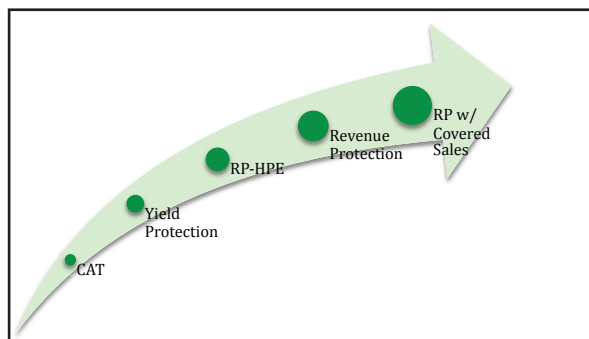 CAT
Yield
Protection
RP-HPE
Revenue
Protection
RP w/
Covered
Sales